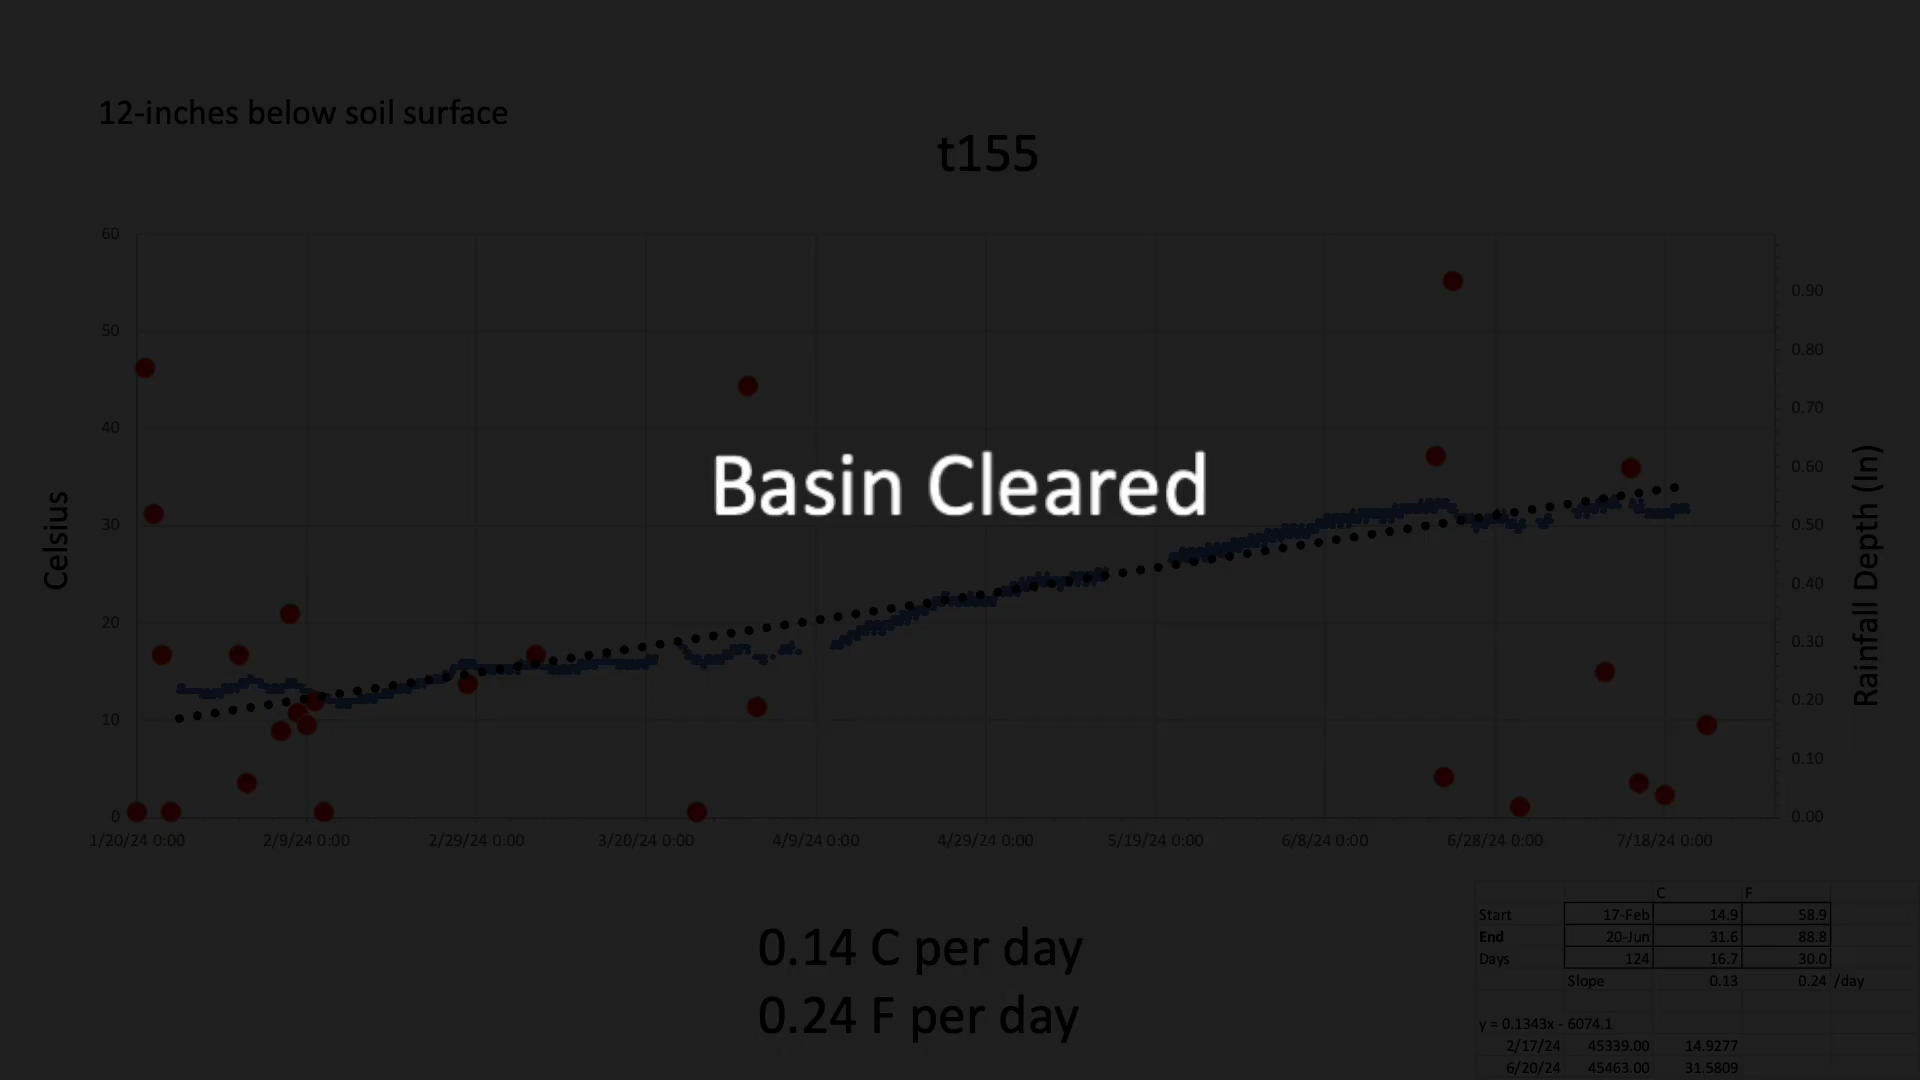 12-inches below soil surface
t155
Basin Cleared
Celsius
60
50
40
30
20
10
0
Rainfall Depth (In)
0.90
0.80
0.70
0.60
0.50
0.40
0.30
0.20
0.10
0.00
1/20/24 0:00 2/9/24 0:00 2/29/24 0:00 3/20/24 0:00 4/9/24 0:00 4/29/24 0:00 5/19/24 0:00 6/8/24 0:00 6/28/24 0:00 7/18/24 0:00
0.14 C per day
0.24 F per day
C F
Start 17-Feb 14.9 58.9
End 20-Jun 31.6 88.8
Days 124 16.7 30.0
Slope 0.13 0.24 /day
y = 0.1343x - 6074.1
2/17/24 45339.00 14.9277
6/20/24 45463.00 31.5809